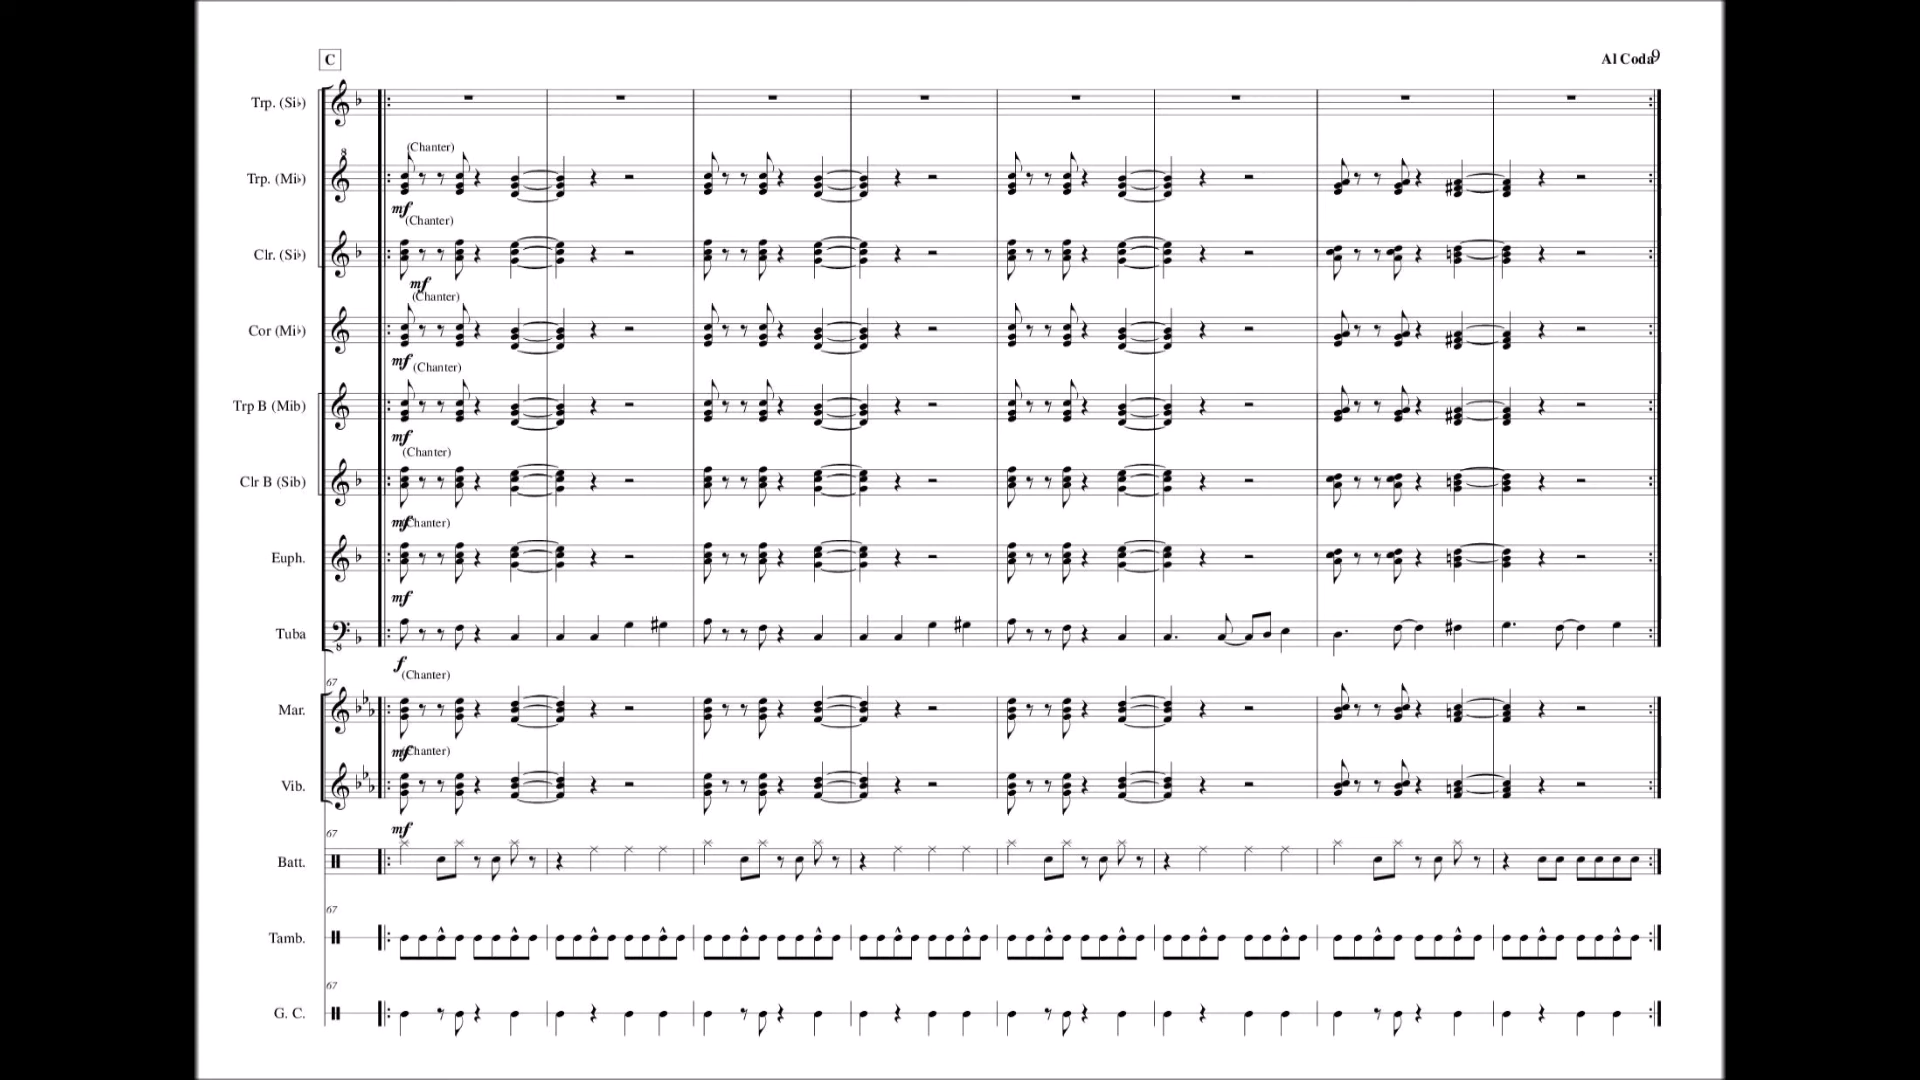 C
Al Coda
9
Trp. (Si♭)
(Chanter)
8
Trp. (Mi♭)
mf
(Chanter)
Clr. (Si♭)
mf
(Chanter)
Cor (Mi♭)
mf
(Chanter)
Trp B (Mib)
mf
(Chanter)
Clr B (Sib)
mf
(Chanter)
Euph.
mf
Tuba
8
f
(Chanter)
67
Mar.
mf
(Chanter)
Vib.
mf
67
Batt.
67
Tamb.
67
G. C.